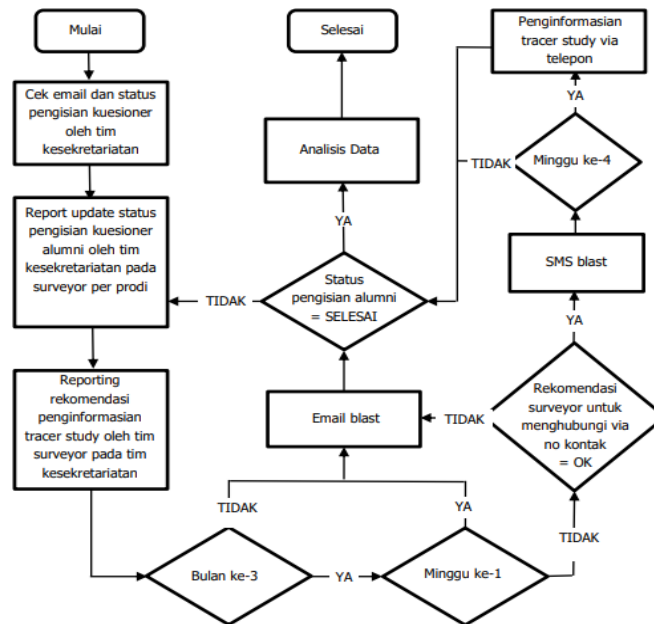 Mulai
Selesai
Penginformasian
tracer study via
telepon
Cek email dan status
pengisian kuesioner
oleh tim
kesekretariatan
Analisis Data
YA
Minggu ke-4
TIDAK
Report update status
pengisian kuesioner
alumni oleh tim
kesekretariatan pada
surveyor per prodi
YA
SMS blast
TIDAK
Status
pengisian alumni
= SELESAI
YA
Reporting
rekomendasi
penginformasian
tracer study oleh tim
surveyor pada tim
kesekretariatan
Email blast
TIDAK
Rekomendasi
surveyor untuk
menghubungi via
no kontak
= OK
TIDAK
YA
TIDAK
Bulan ke-3
YA
Minggu ke-1